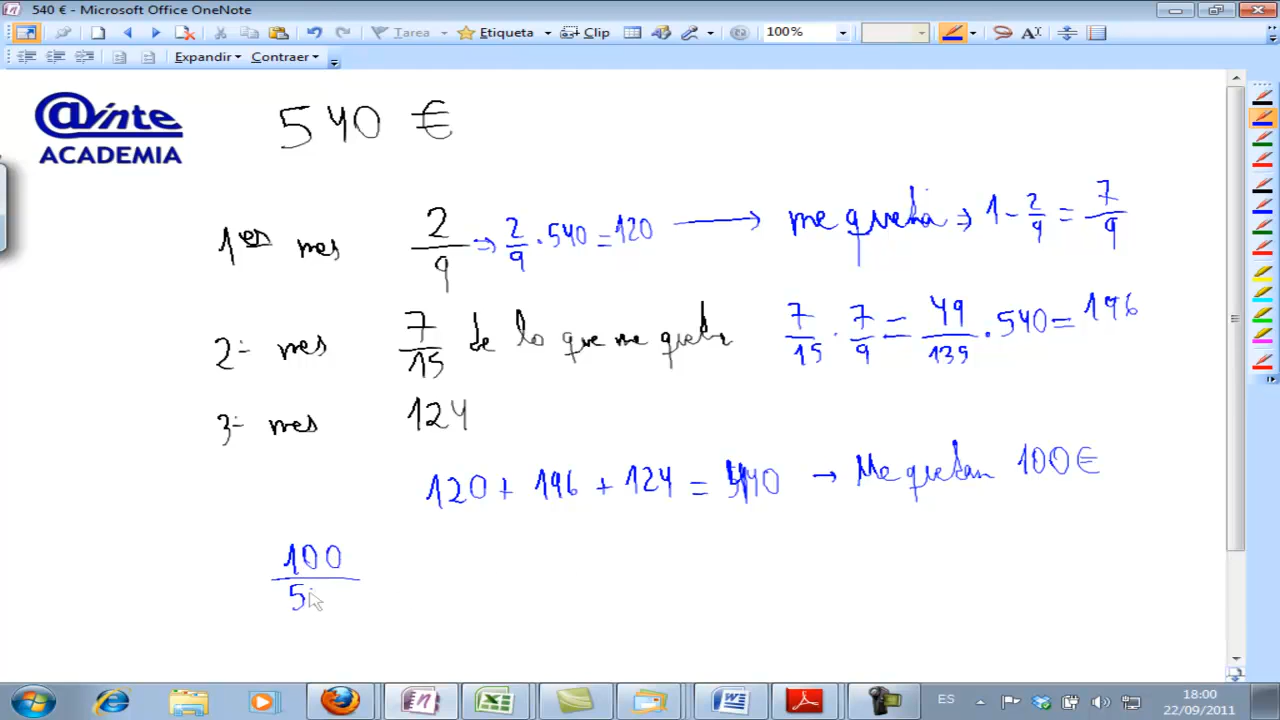 540 € - Microsoft Office OneNote
Tarea Etiqueta Clip 100%
Expandir Contraer
@inte
ACADEMIA
540 €
1er mes 2/9 → 2/9 · 540 = 120 → me queda → 1 - 2/9 = 7/9
2º mes 7/15 de lo que me queda 7/15 · 7/9 = 49/135 · 540 = 196
3º mes 124
120 + 196 + 124 = 440 → Me quedan 100€
100
5
ES 18:00
22/09/2011